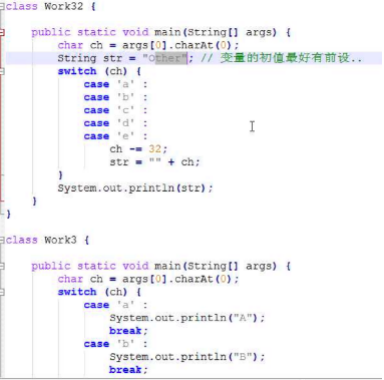 class Work32 {
public static void main(String[] args) {
char ch = args[0].charAt(0);
String str = "Other"; // 变量的初值最好有前设..
switch (ch) {
case 'a' :
case 'b' :
case 'c' :
case 'd' :
case 'e' :
ch -= 32;
str = "" + ch;
}
System.out.println(str);
}
}
class Work3 {
public static void main(String[] args) {
char ch = args[0].charAt(0);
switch (ch) {
case 'a' :
System.out.println("A");
break;
case 'b' :
System.out.println("B");
break;